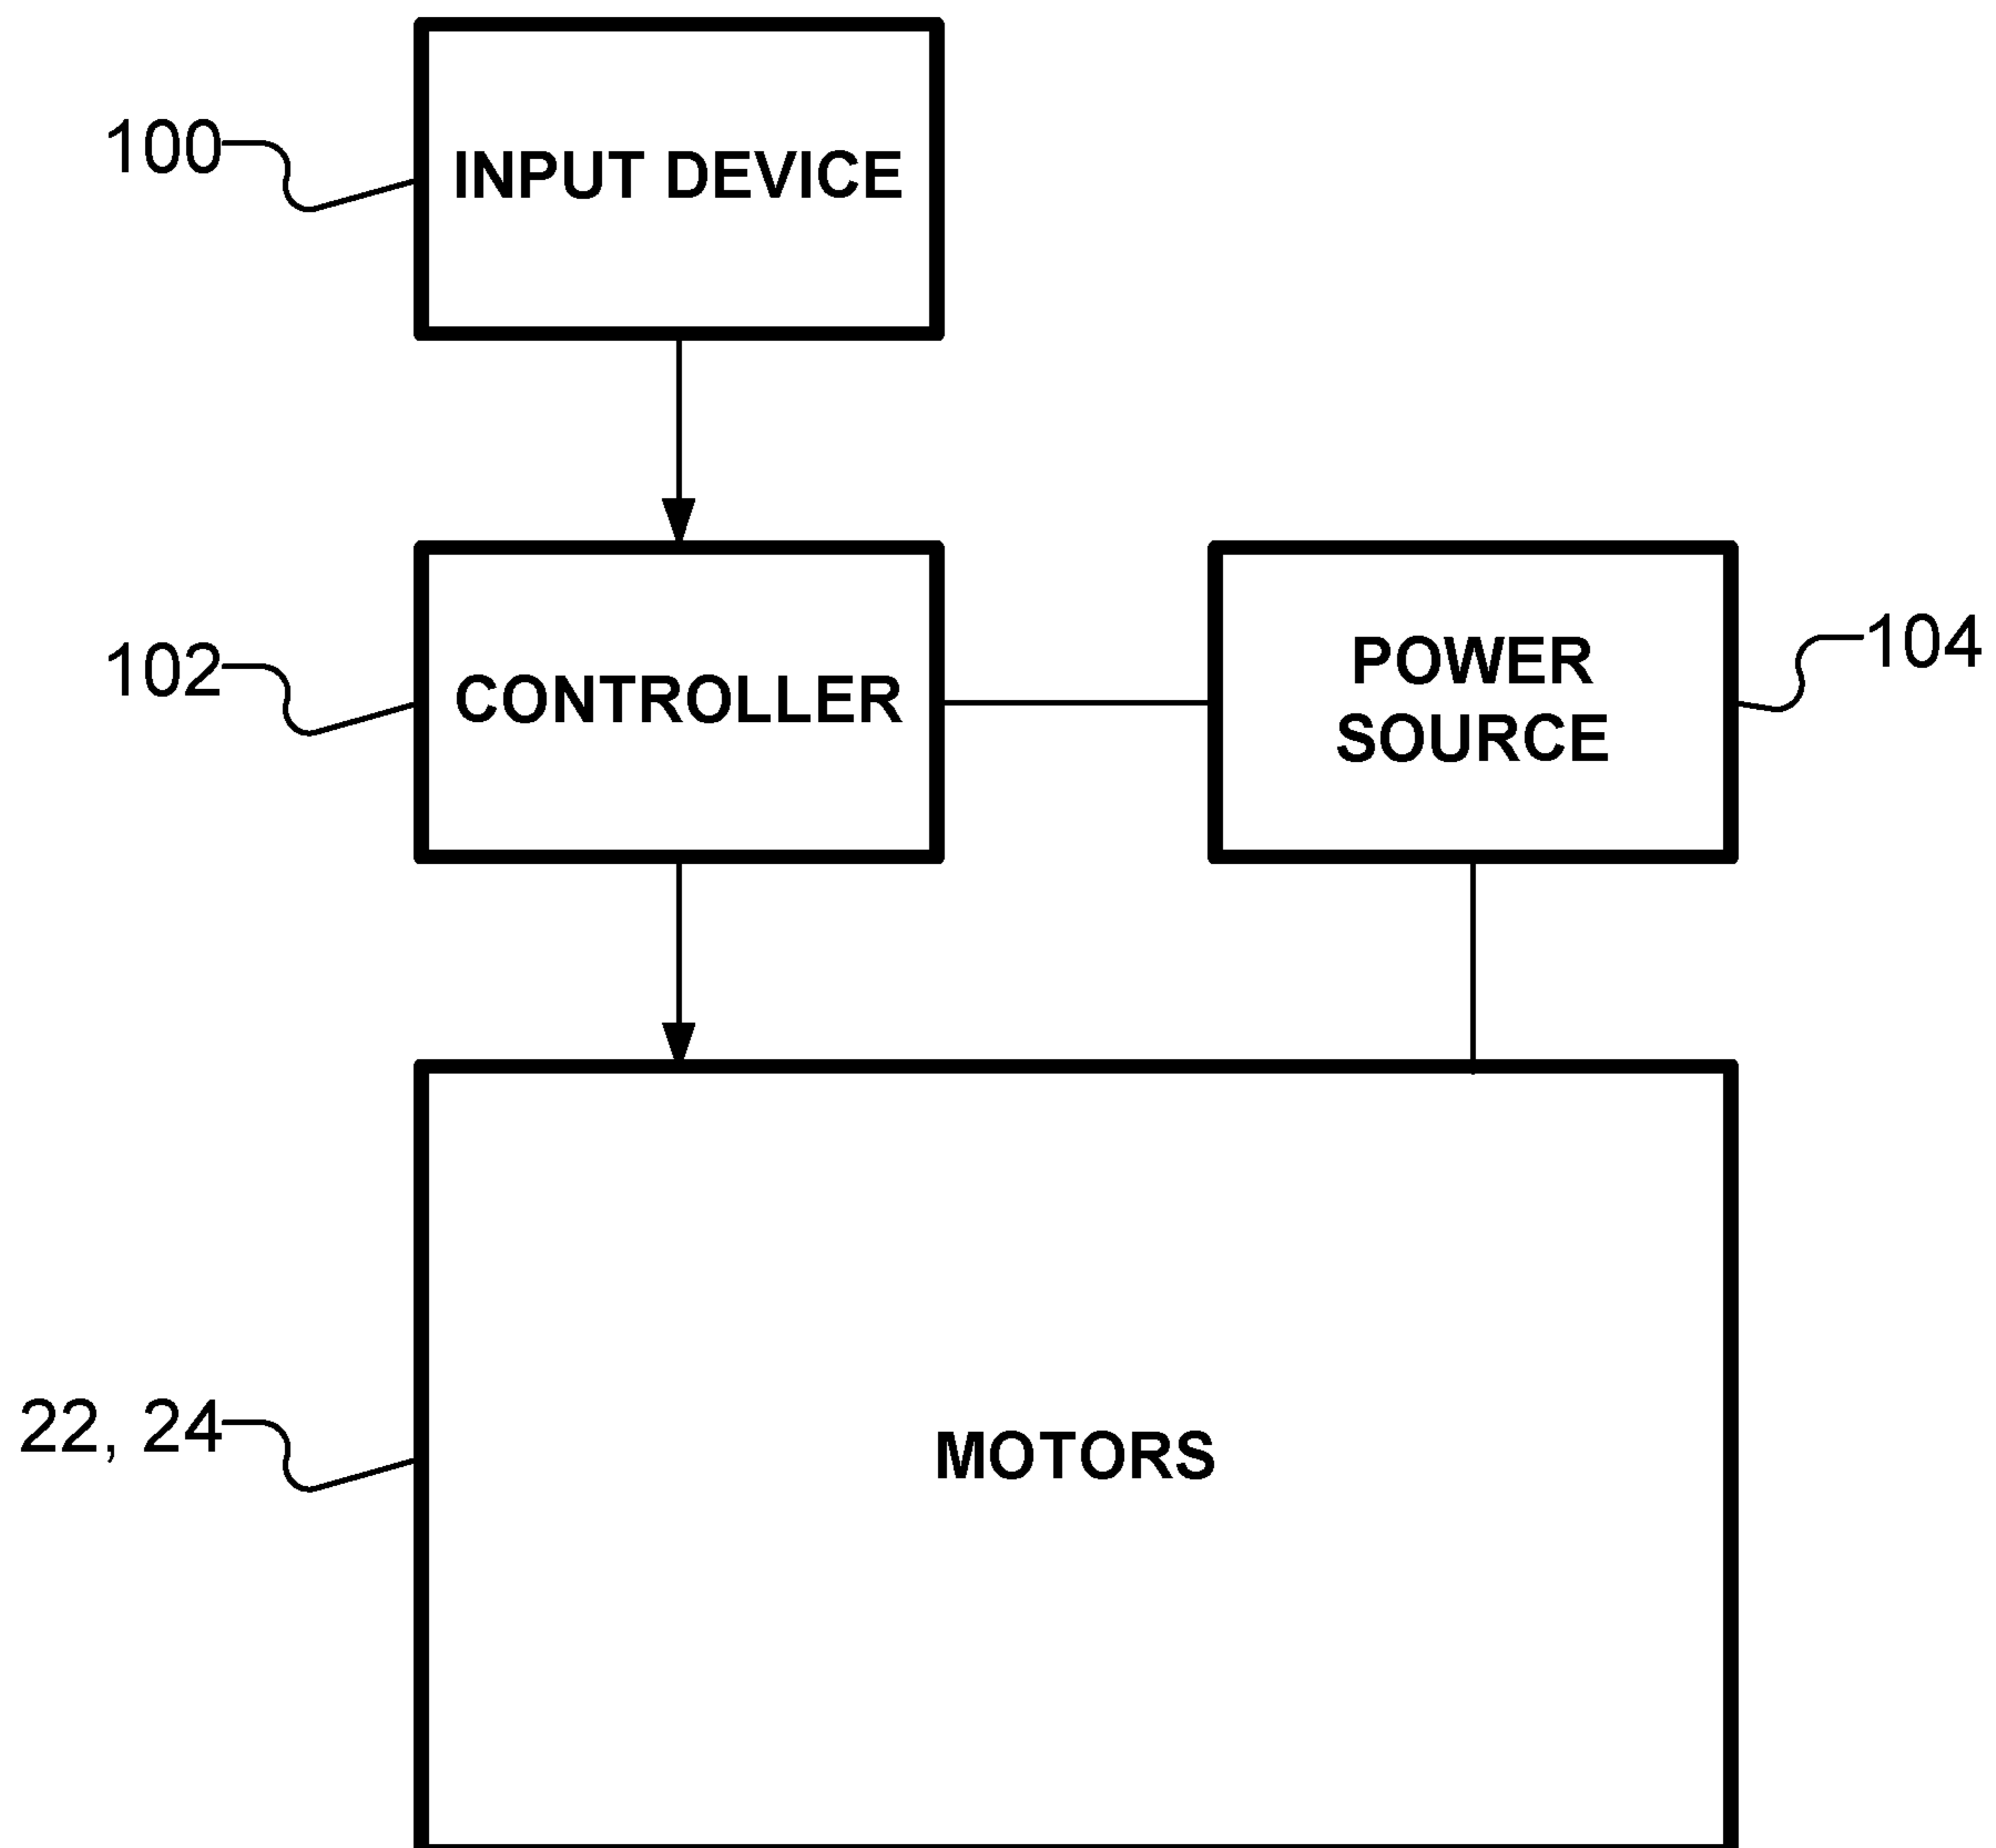 100
INPUT DEVICE
102
CONTROLLER
POWER
SOURCE
104
22, 24
MOTORS